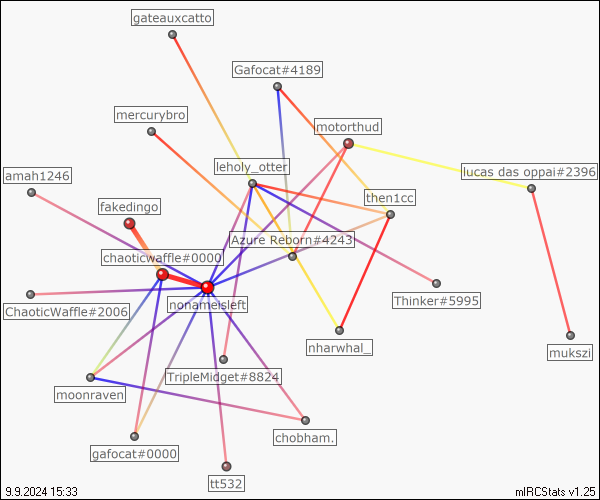 gateauxcatto
Gafocat#4189
mercurybro
motorthud
leholy_otter
lucas das oppai#2396
amah1246
then1cc
fakedingo
Azure Reborn#4243
chaoticwaffle#0000
Thinker#5995
nonameisleft
ChaoticWaffle#2006
nharwhal_
mukszi
TripleMidget#8824
moonraven
chobham.
gafocat#0000
tt532
9.9.2024 15:33
mIRCStats v1.25